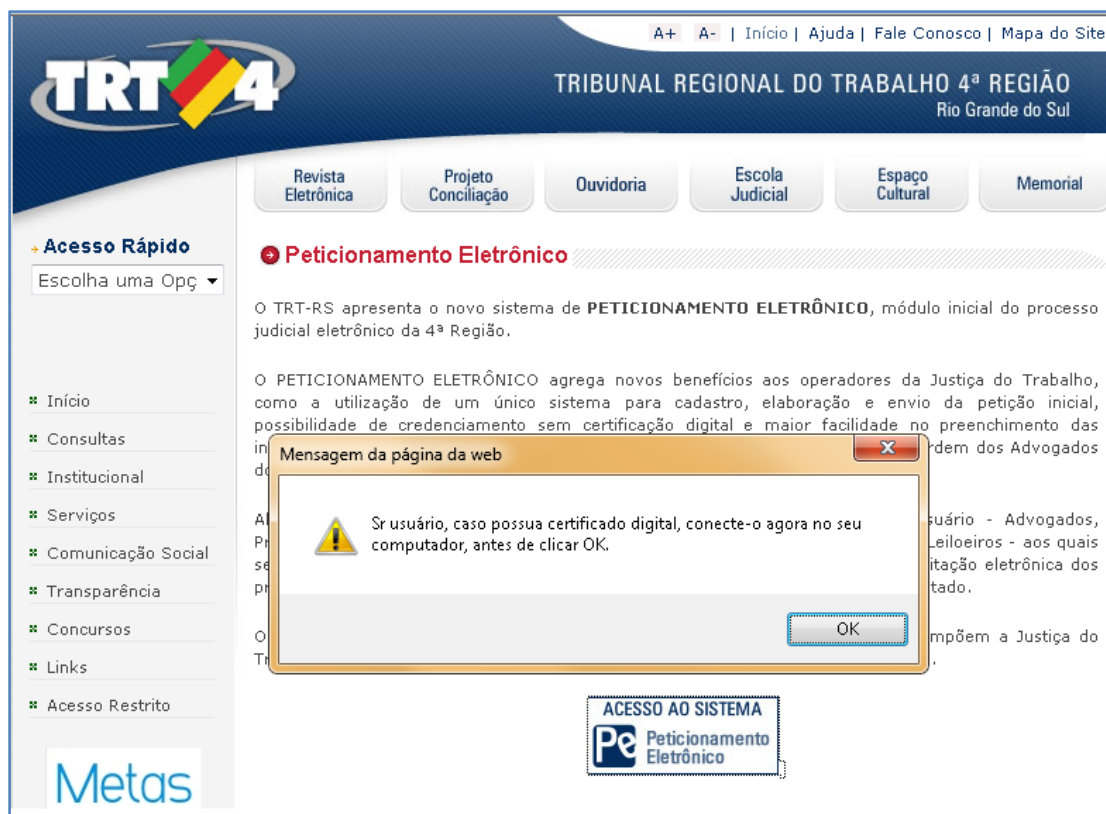 A+ A- | Início | Ajuda | Fale Conosco | Mapa do Site
TRT 4
TRIBUNAL REGIONAL DO TRABALHO 4ª REGIÃO
Rio Grande do Sul
Revista Eletrônica
Projeto Conciliação
Ouvidoria
Escola Judicial
Espaço Cultural
Memorial
Acesso Rápido
Escolha uma Opç
Início
Consultas
Institucional
Serviços
Comunicação Social
Transparência
Concursos
Links
Acesso Restrito
Metas
Peticionamento Eletrônico
O TRT-RS apresenta o novo sistema de PETICIONAMENTO ELETRÔNICO, módulo inicial do processo
judicial eletrônico da 4ª Região.
O PETICIONAMENTO ELETRÔNICO agrega novos benefícios aos operadores da Justiça do Trabalho,
como a utilização de um único sistema para cadastro, elaboração e envio da petição inicial,
possibilidade de credenciamento sem certificação digital e maior facilidade no preenchimento das
dos Advogados
- Advogados,
Leiloeiros - aos quais
eletrônica dos
O
a Justiça do
Mensagem da página da web
Sr usuário, caso possua certificado digital, conecte-o agora no seu
computador, antes de clicar OK.
OK
ACESSO AO SISTEMA
Pe Peticionamento
Eletrônico